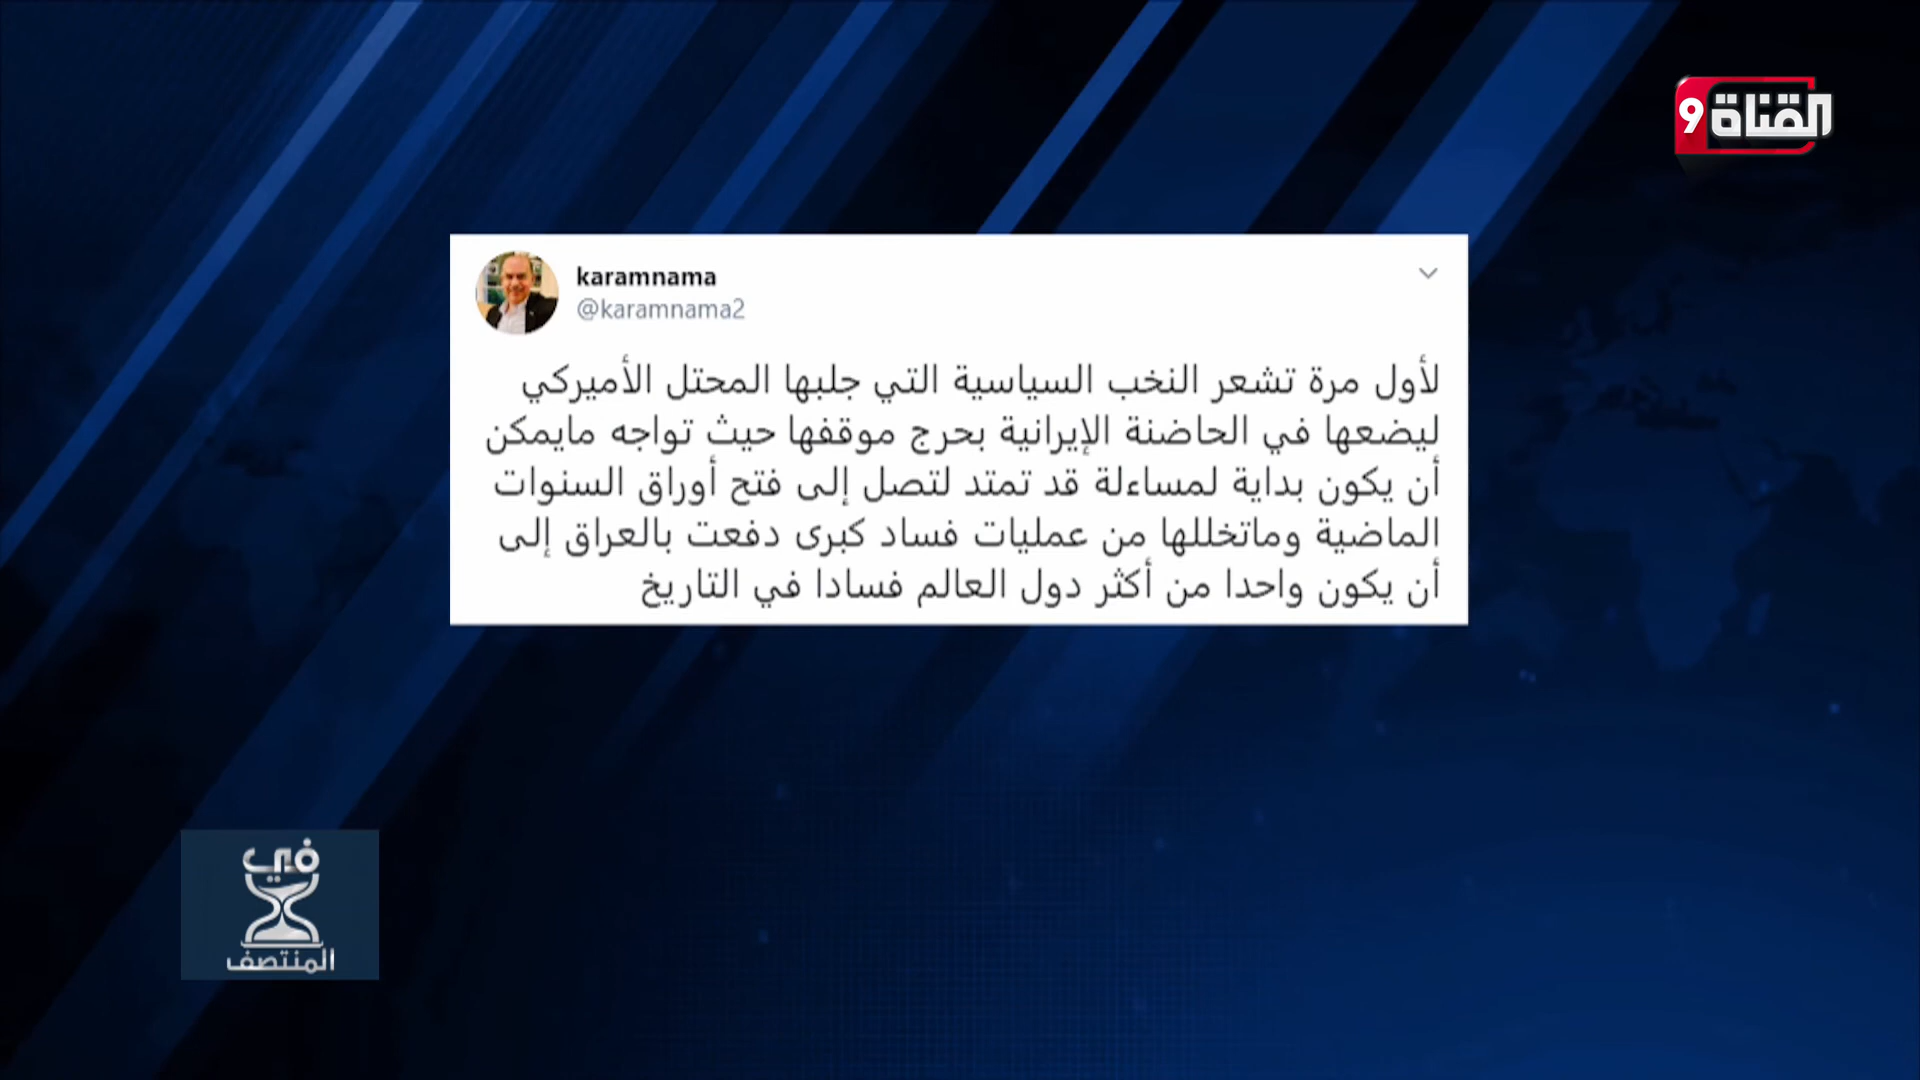 القناة 9
karamnama
@karamnama2
لأول مرة تشعر النخب السياسية التي جلبها المحتل الأميركي
ليضعها في الحاضنة الإيرانية بحرج موقفها حيث تواجه مايمكن
أن يكون بداية لمساءلة قد تمتد لتصل إلى فتح أوراق السنوات
الماضية وماتخللها من عمليات فساد كبرى دفعت بالعراق إلى
أن يكون واحدا من أكثر دول العالم فسادا في التاريخ
في
المنتصف